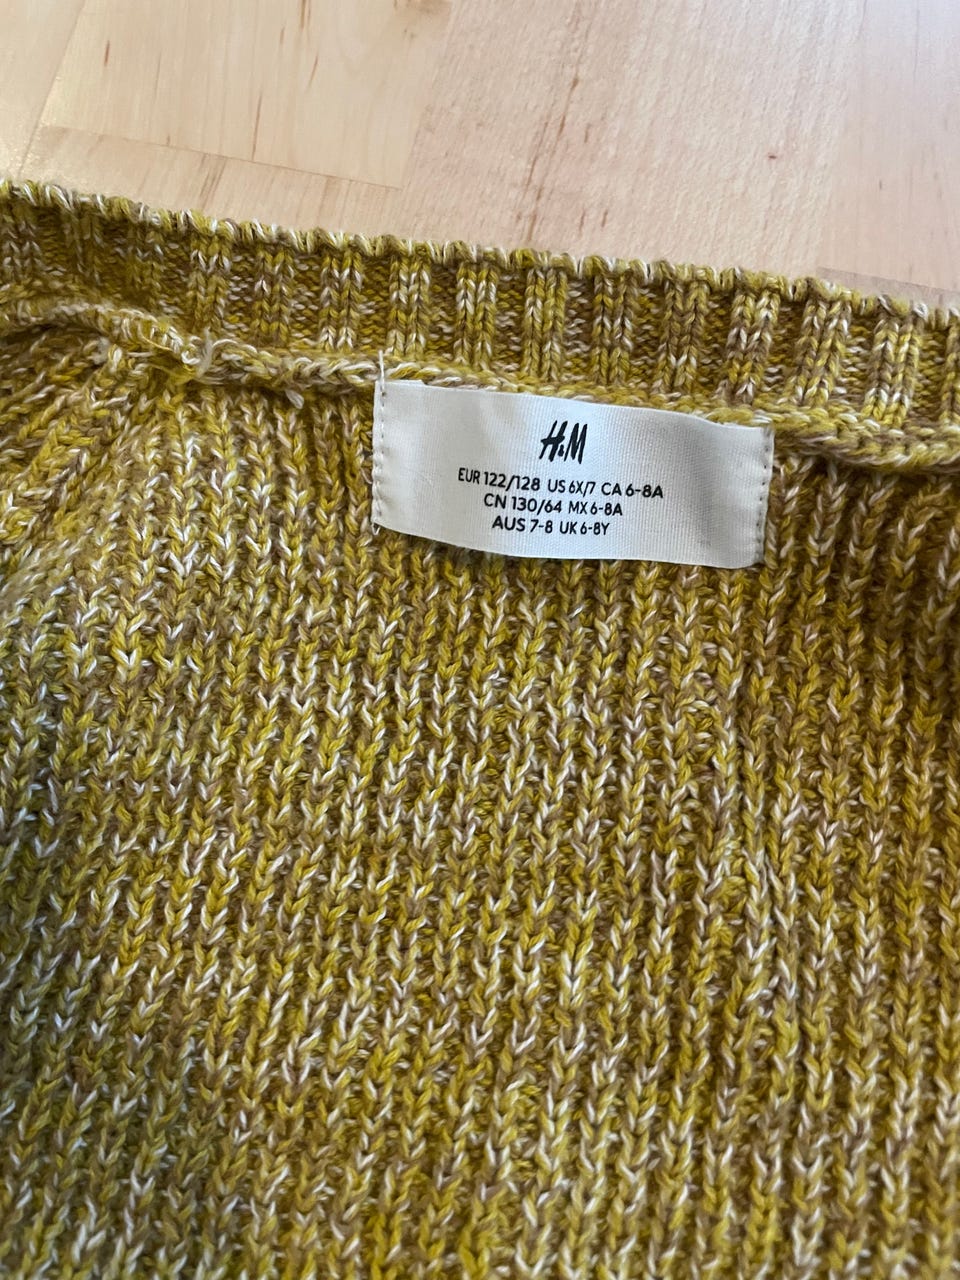 H&M
EUR 122/128 US 6X/7 CA 6-8A
CN 130/64 MX 6-8A
AUS 7-8 UK 6-8Y